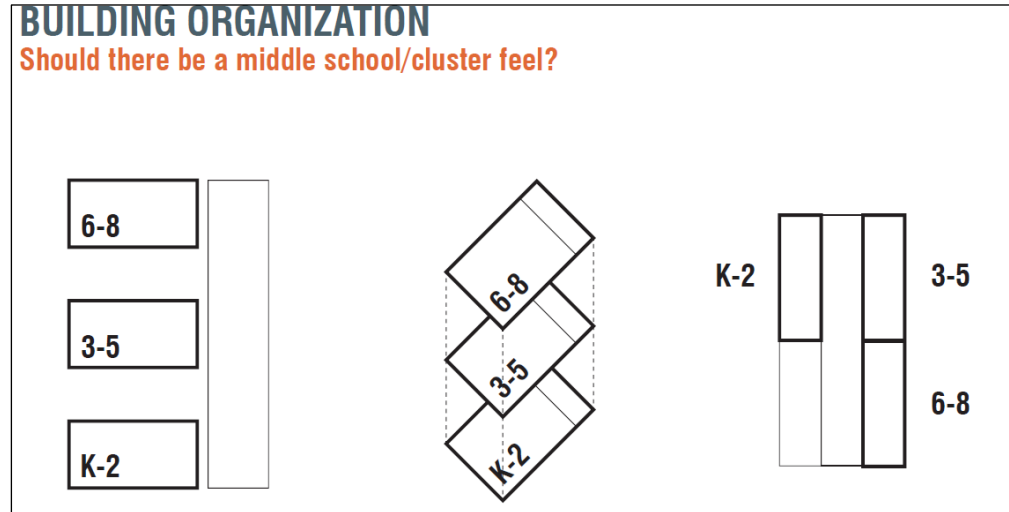 BUILDING ORGANIZATION
Should there be a middle school/cluster feel?
6-8
3-5
K-2
6-8
3-5
K-2
K-2
3-5
6-8